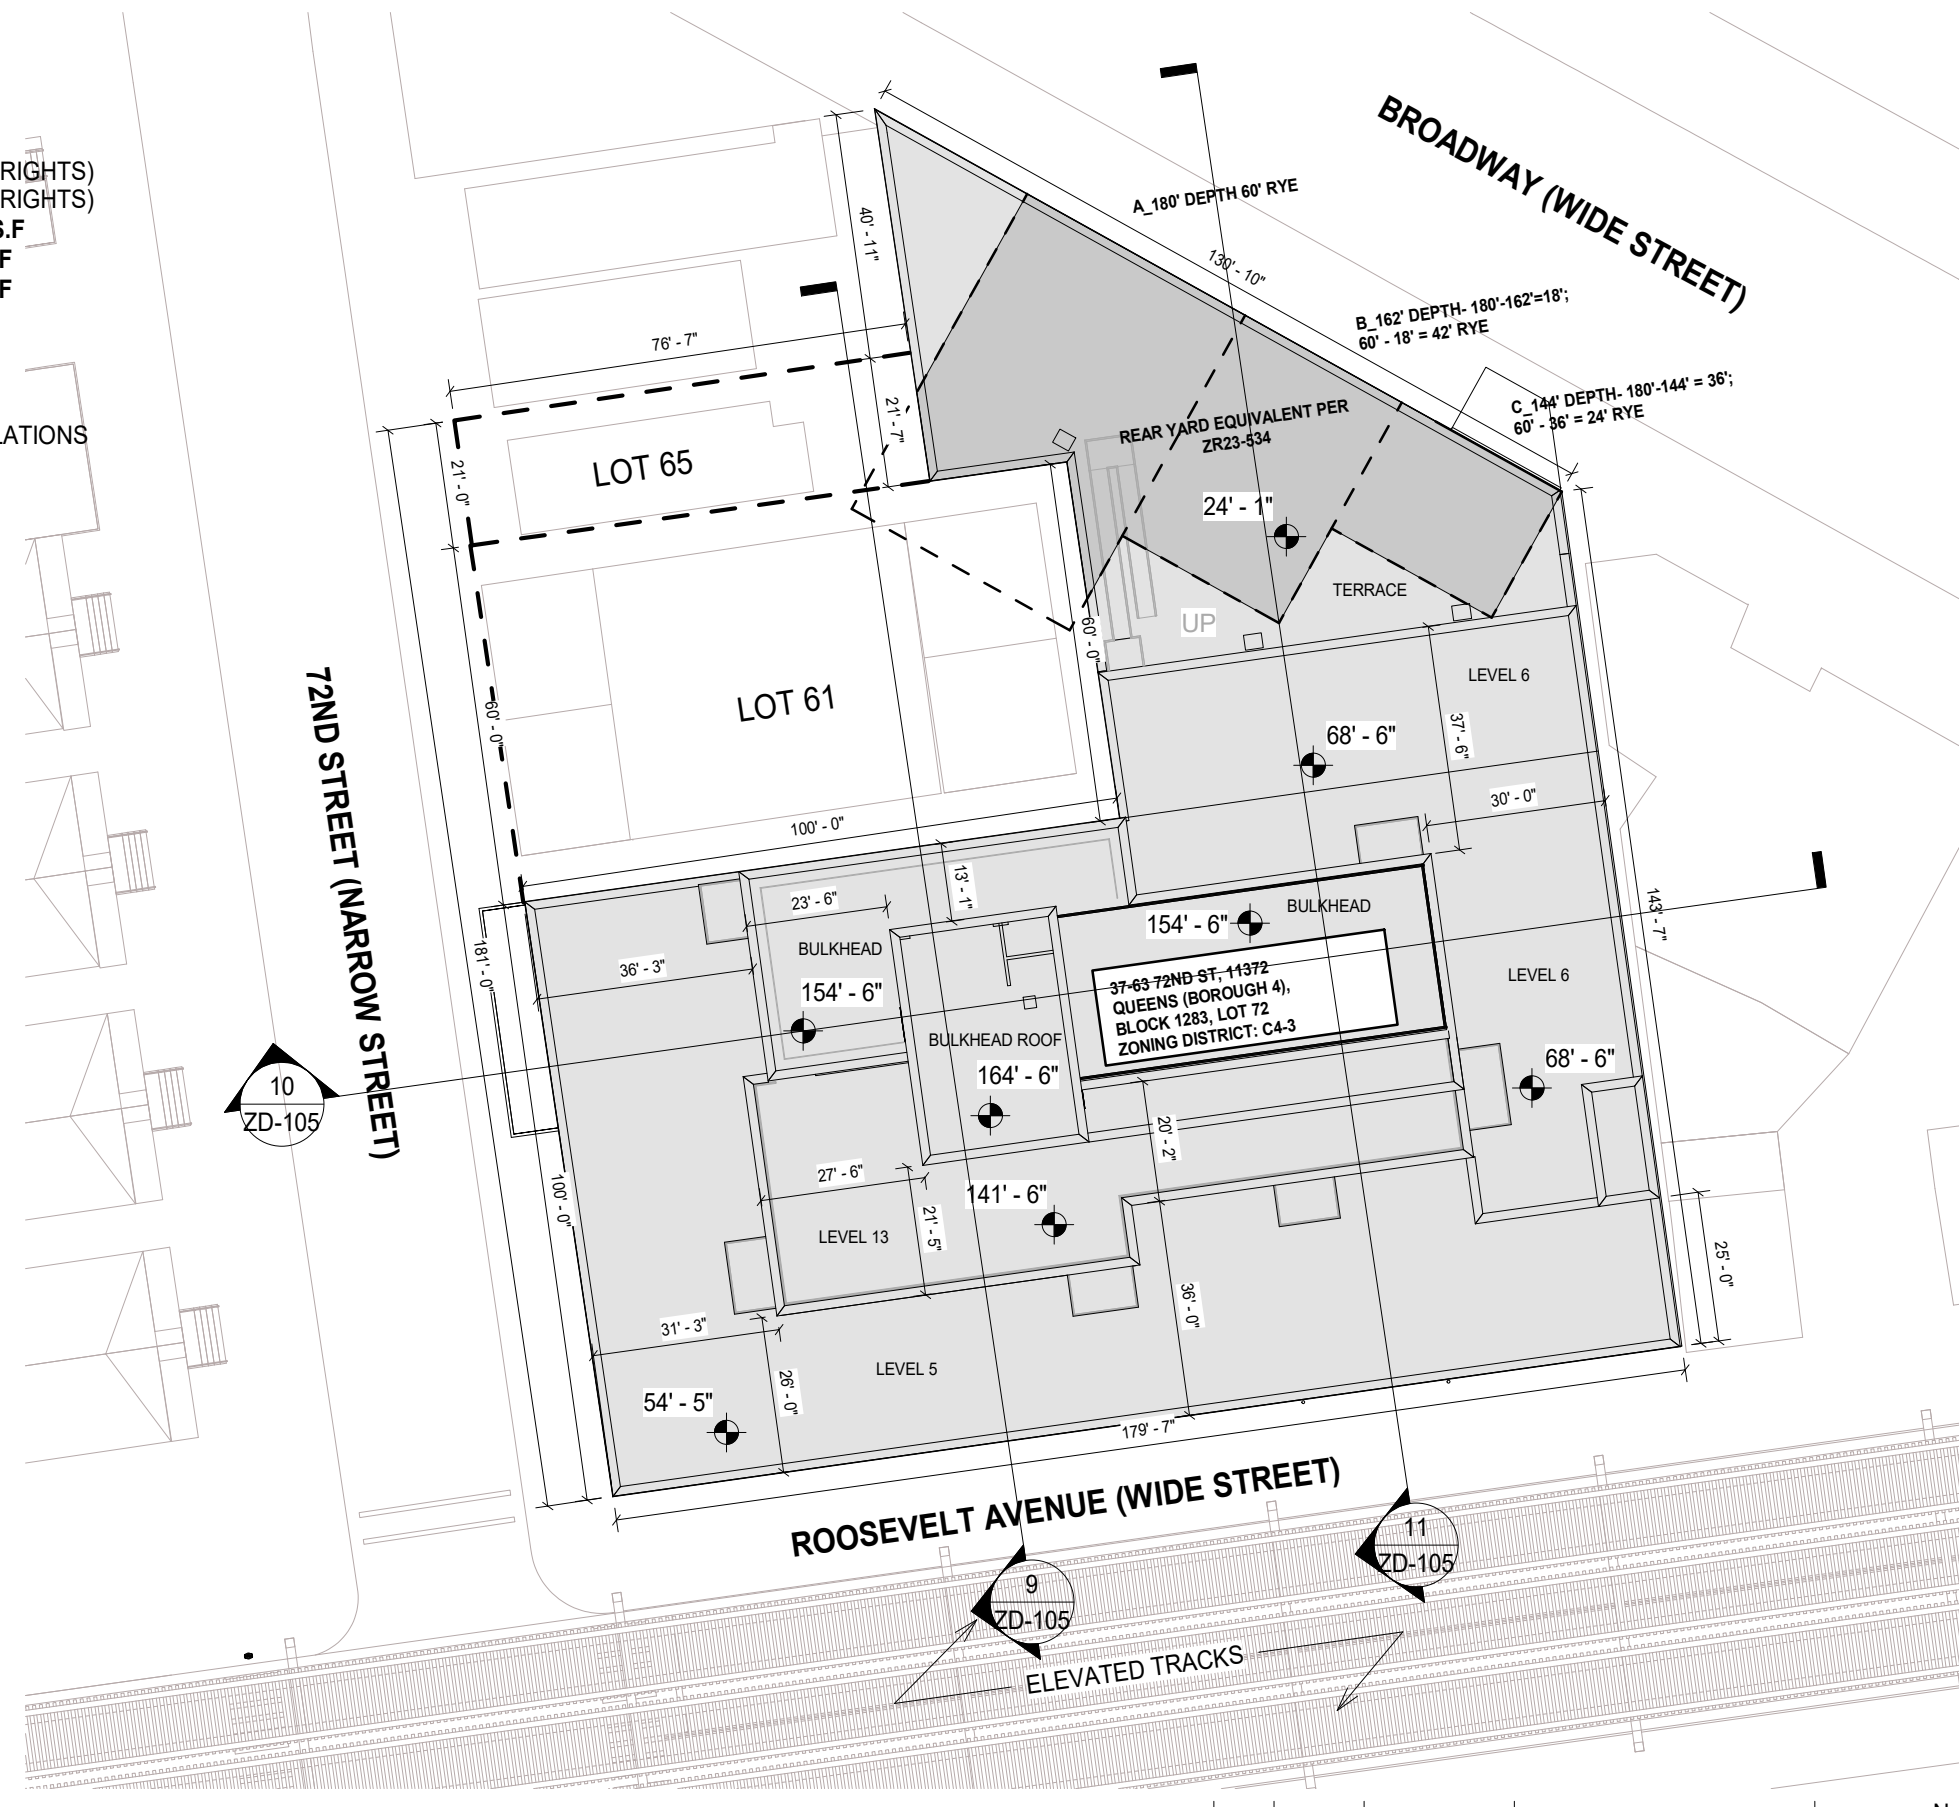 RIGHTS)
RIGHTS)
S.F
F
F
LATIONS
BROADWAY (WIDE STREET)
A_180' DEPTH 60' RYE
130' - 10"
40' - 11"
B_162' DEPTH- 180'-162'=18';
60' - 18' = 42' RYE
76' - 7"
C_144' DEPTH- 180'-144' = 36';
60' - 36' = 24' RYE
21' - 7"
REAR YARD EQUIVALENT PER
ZR23-534
LOT 65
21' - 0"
24' - 1"
TERRACE
UP
60' - 0"
LEVEL 6
LOT 61
60' - 0"
68' - 6"
37' - 6"
30' - 0"
100' - 0"
72ND STREET (NARROW STREET)
13' - 1"
23' - 6"
BULKHEAD
154' - 6"
143' - 7"
BULKHEAD
181' - 0"
36' - 3"
154' - 6"
37-63 72ND ST, 11372
QUEENS (BOROUGH 4),
BLOCK 1283, LOT 72
ZONING DISTRICT: C4-3
LEVEL 6
BULKHEAD ROOF
164' - 6"
68' - 6"
10
ZD-105
20' - 2"
27' - 6"
141' - 6"
100' - 0"
LEVEL 13
21' - 5"
25' - 0"
36' - 0"
31' - 3"
LEVEL 5
26' - 0"
54' - 5"
179' - 7"
ROOSEVELT AVENUE (WIDE STREET)
11
ZD-105
9
ZD-105
ELEVATED TRACKS